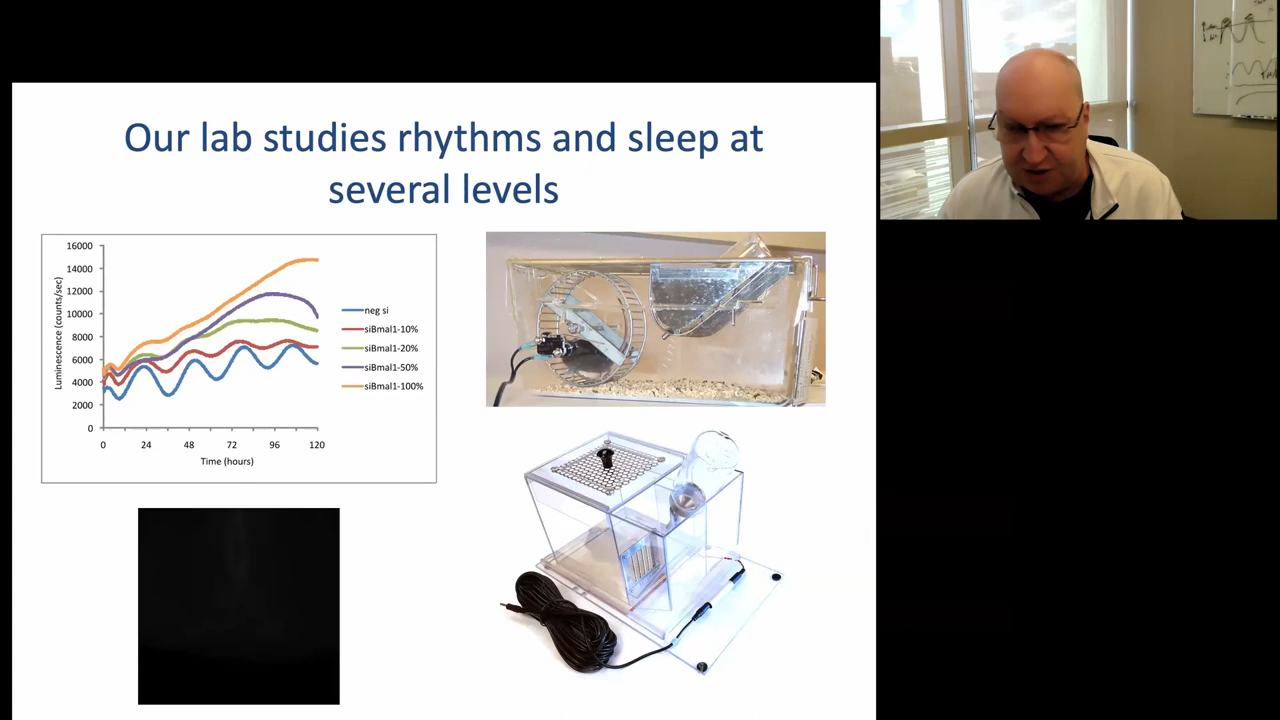 Our lab studies rhythms and sleep at
several levels
16000
14000
12000
10000
8000
6000
4000
2000
0
Luminescence (counts/sec)
0 24 48 72 96 120
Time (hours)
neg si
siBmal1-10%
siBmal1-20%
siBmal1-50%
siBmal1-100%